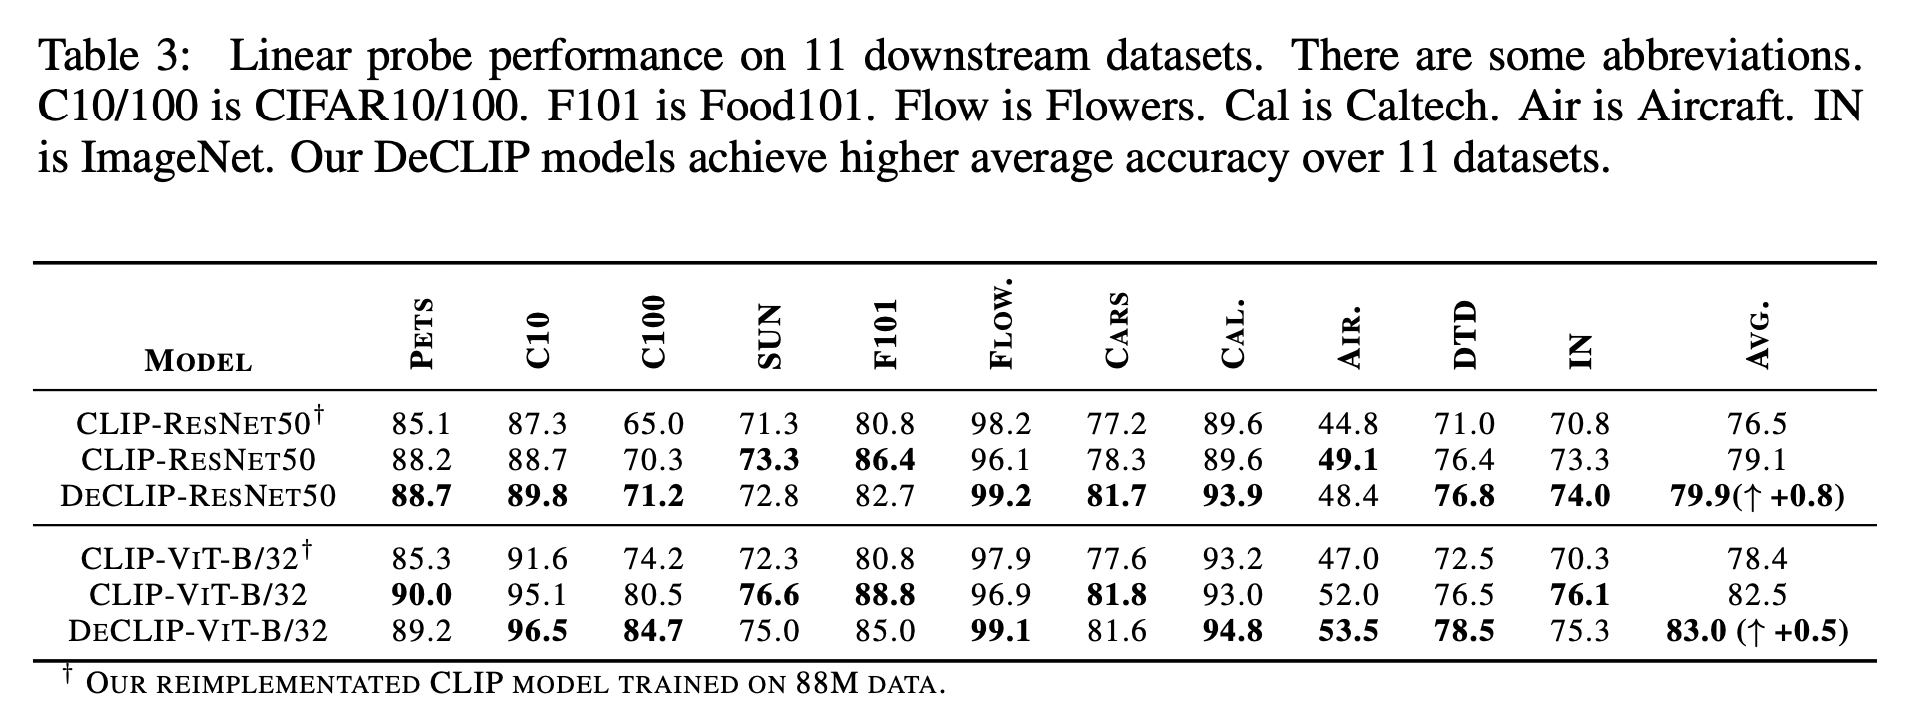 Table 3: Linear probe performance on 11 downstream datasets. There are some abbreviations.
C10/100 is CIFAR10/100. F101 is Food101. Flow is Flowers. Cal is Caltech. Air is Aircraft. IN
is ImageNet. Our DeCLIP models achieve higher average accuracy over 11 datasets.
MODEL PETS C10 C100 SUN F101 FLOW. CARS CAL. AIR. DTD IN AVG.
CLIP-RESNET50† 85.1 87.3 65.0 71.3 80.8 98.2 77.2 89.6 44.8 71.0 70.8 76.5
CLIP-RESNET50 88.2 88.7 70.3 73.3 86.4 96.1 78.3 89.6 49.1 76.4 73.3 79.1
DECLIP-RESNET50 88.7 89.8 71.2 72.8 82.7 99.2 81.7 93.9 48.4 76.8 74.0 79.9(↑ +0.8)
CLIP-VIT-B/32† 85.3 91.6 74.2 72.3 80.8 97.9 77.6 93.2 47.0 72.5 70.3 78.4
CLIP-VIT-B/32 90.0 95.1 80.5 76.6 88.8 96.9 81.8 93.0 52.0 76.5 76.1 82.5
DECLIP-VIT-B/32 89.2 96.5 84.7 75.0 85.0 99.1 81.6 94.8 53.5 78.5 75.3 83.0 (↑ +0.5)
† OUR REIMPLEMENTATED CLIP MODEL TRAINED ON 88M DATA.